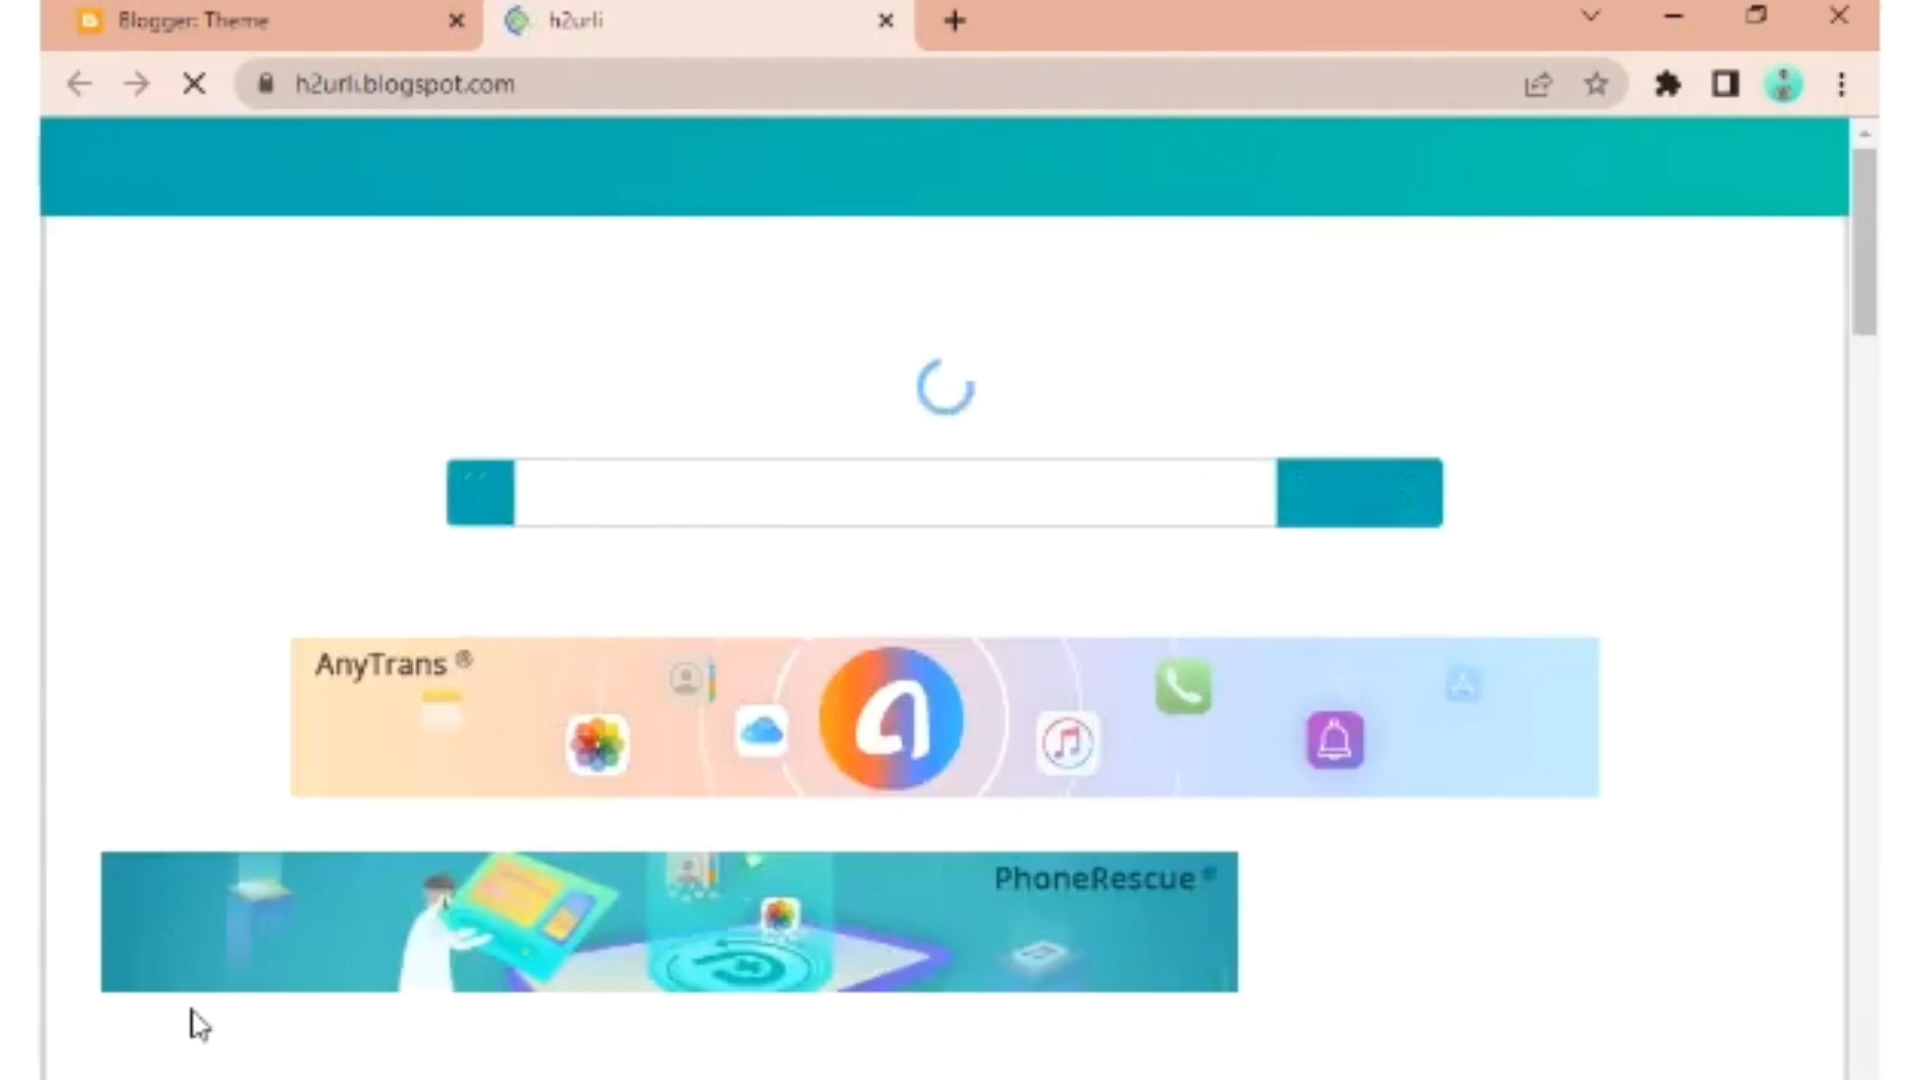 Blogger: Theme
h2urli
h2urli.blogspot.com
AnyTrans ®
PhoneRescue ®